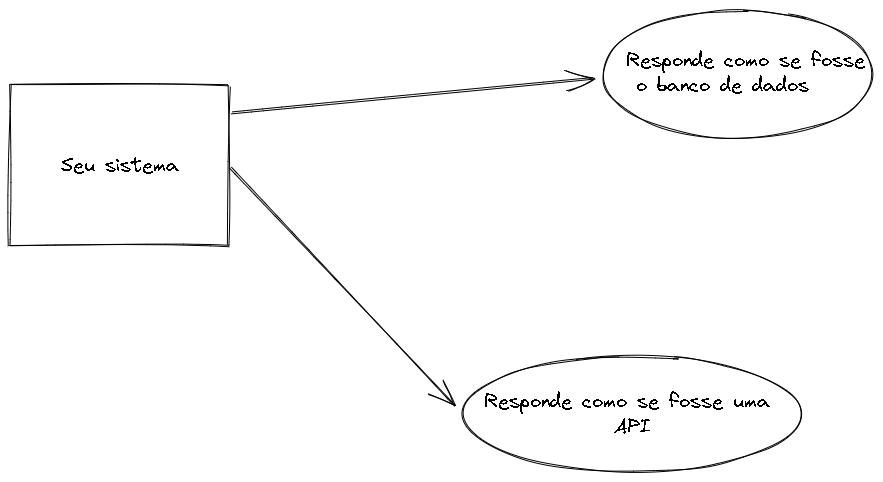 Responde como se fosse
o banco de dados
Seu sistema
Responde como se fosse uma
API